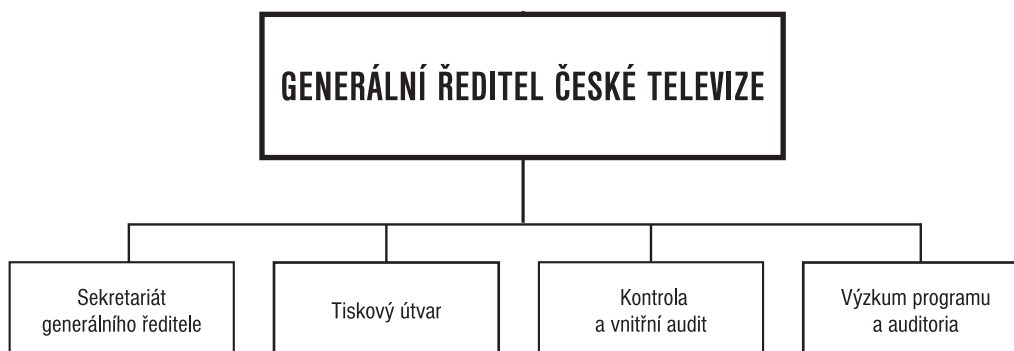 GENERÁLNÍ ŘEDITEL ČESKÉ TELEVIZE
Sekretariát
generálního ředitele
Tiskový útvar
Kontrola
a vnitřní audit
Výzkum programu
a auditoria